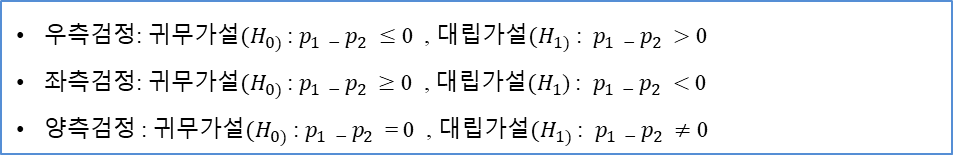 • 우측검정: 귀무가설(H₀) : p₁ − p₂ ≤ 0 , 대립가설(H₁) : p₁ − p₂ > 0
• 좌측검정: 귀무가설(H₀) : p₁ − p₂ ≥ 0 , 대립가설(H₁) : p₁ − p₂ < 0
• 양측검정 : 귀무가설(H₀) : p₁ − p₂ = 0 , 대립가설(H₁) : p₁ − p₂ ≠ 0